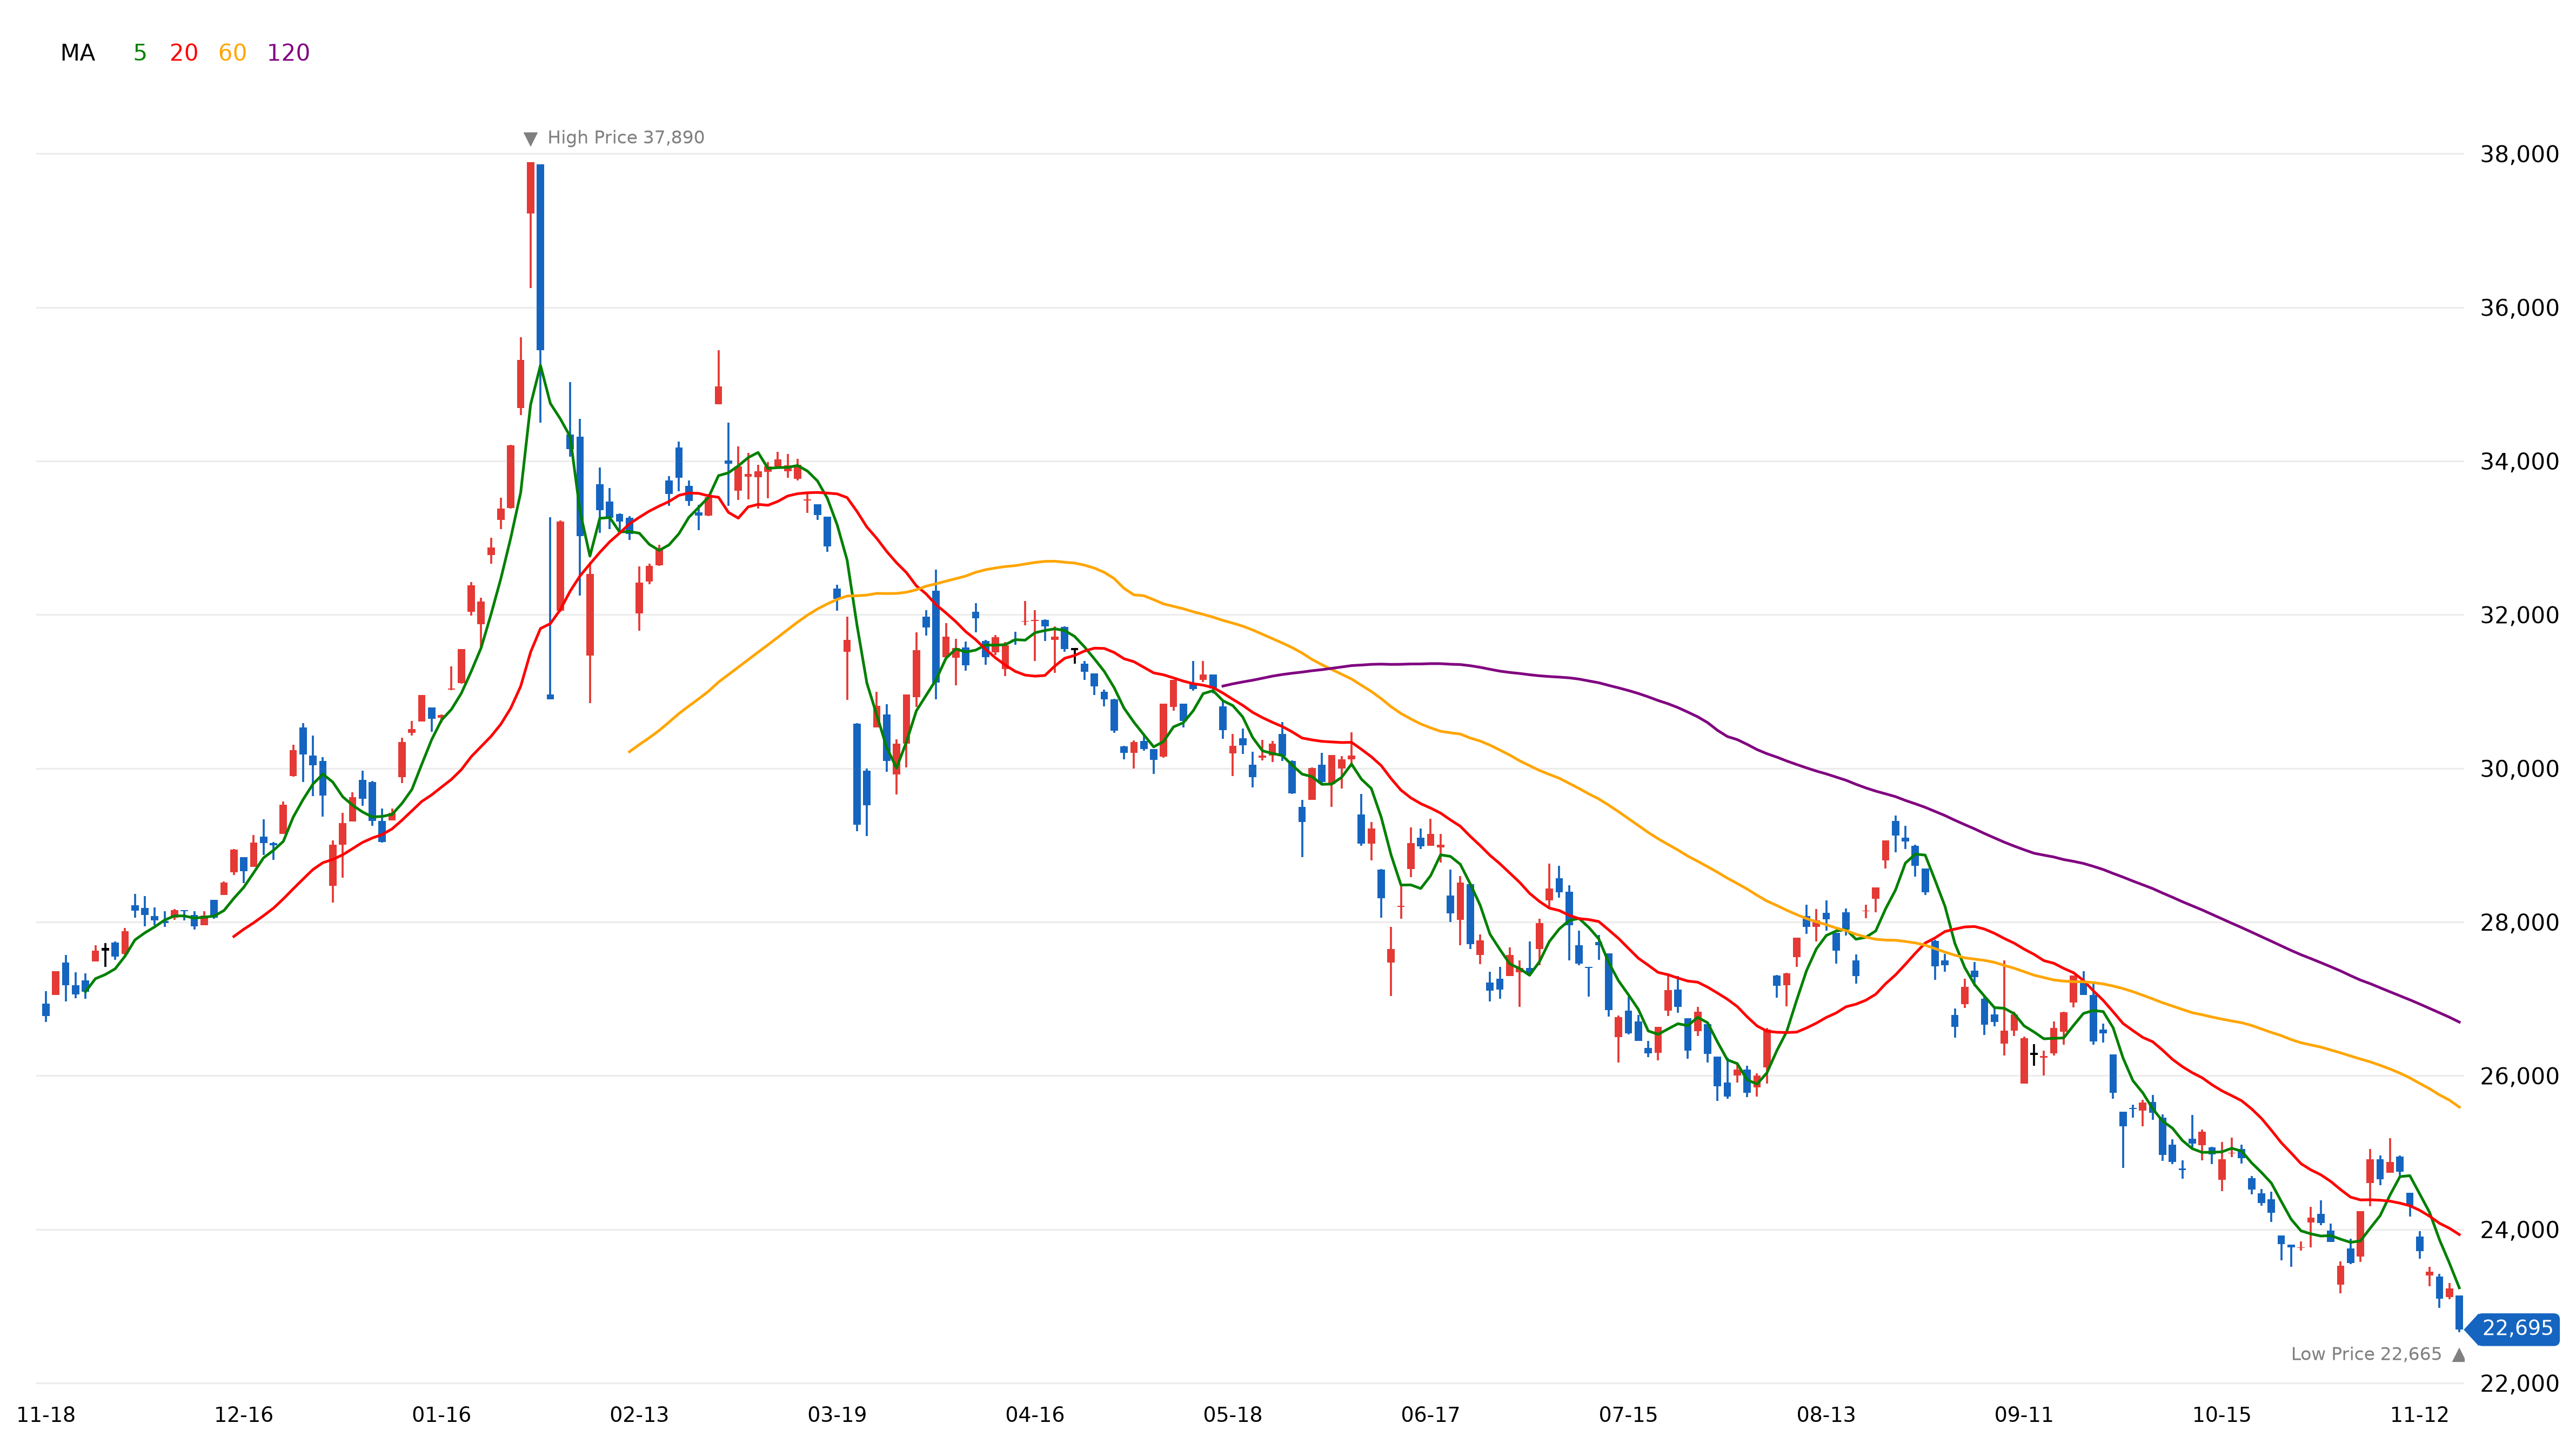 MA 5 20 60 120
▼ High Price 37,890
38,000
36,000
34,000
32,000
30,000
28,000
26,000
24,000
22,695
Low Price 22,665 ▲
22,000
11-18 12-16 01-16 02-13 03-19 04-16 05-18 06-17 07-15 08-13 09-11 10-15 11-12